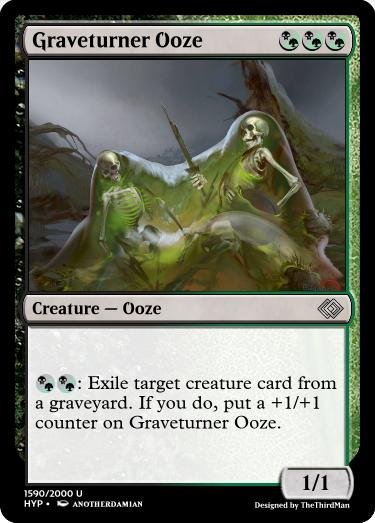 Graveturner Ooze
Creature — Ooze
: Exile target creature card from
a graveyard. If you do, put a +1/+1
counter on Graveturner Ooze.
1/1
1590/2000 U
HYP • ANOTHERDAMIAN
Designed by TheThirdMan